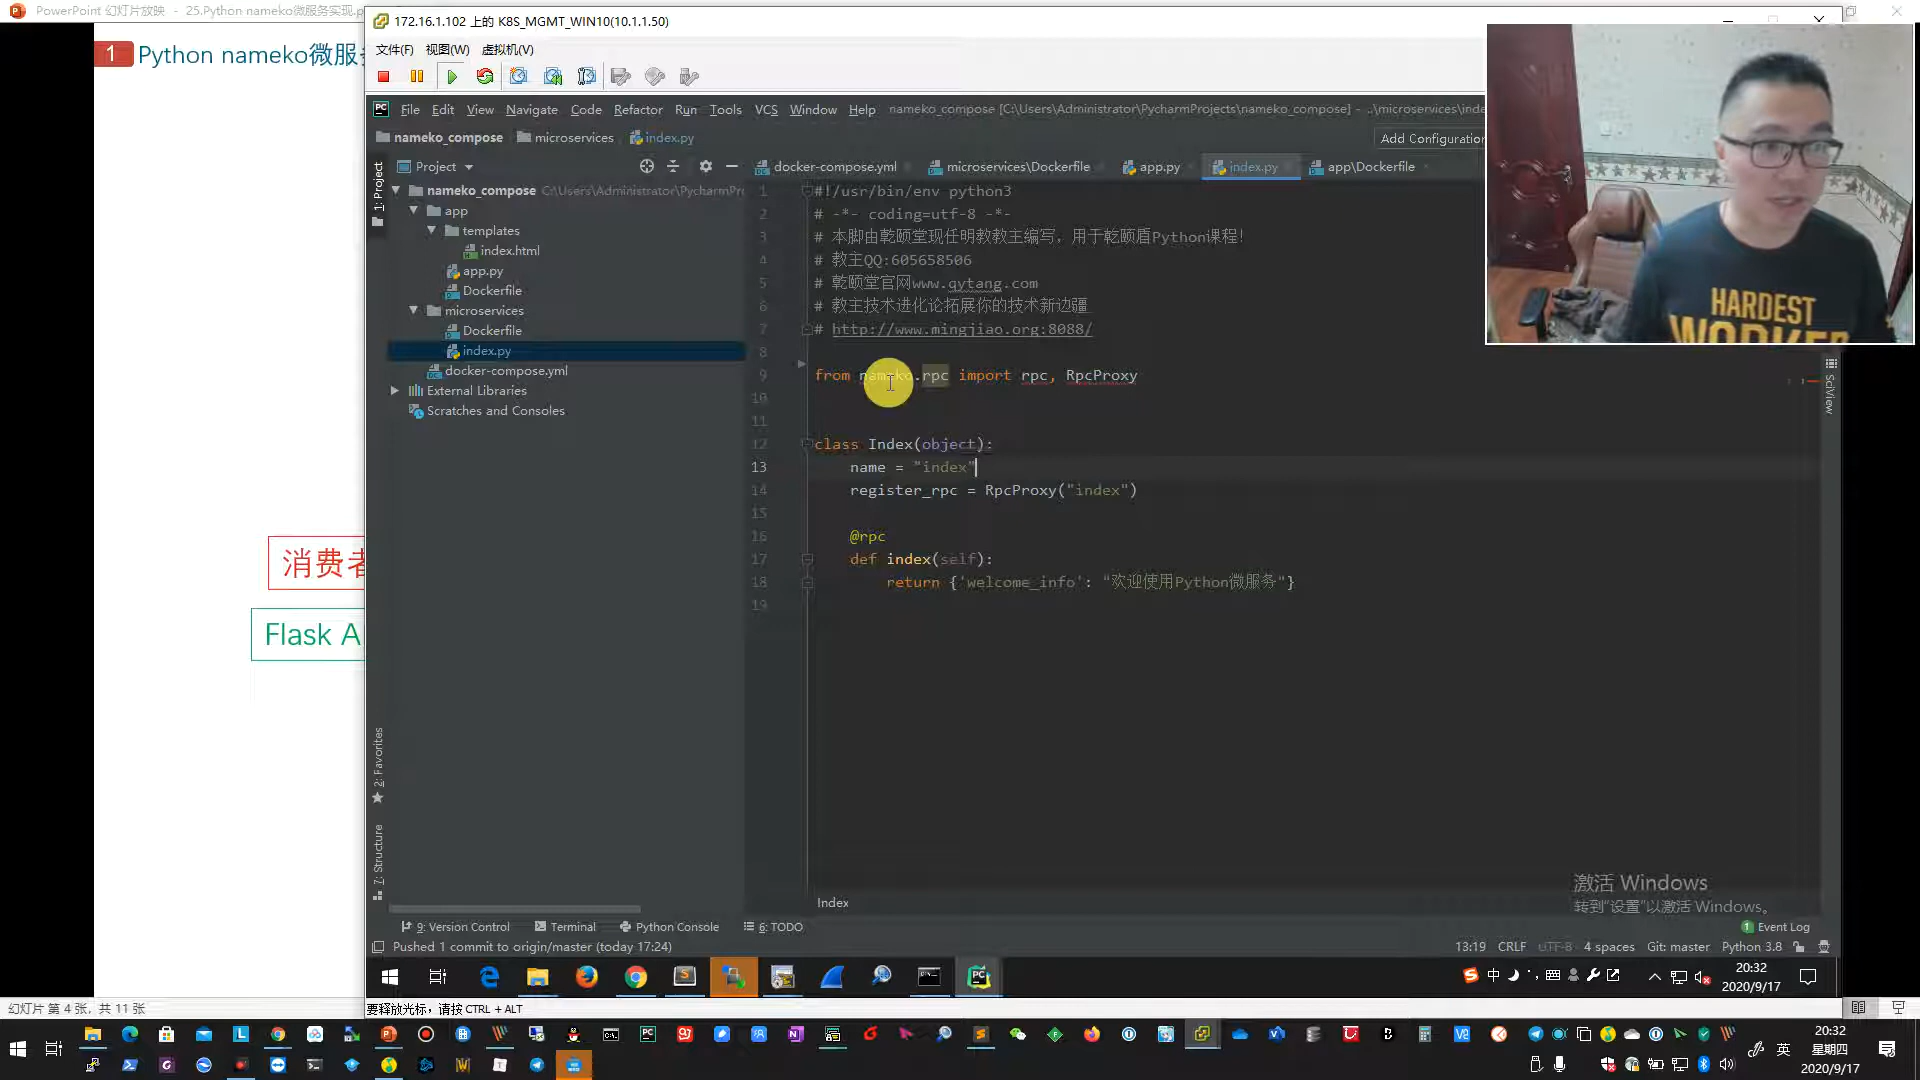 PowerPoint 幻灯片放映 - 25.Python nameko微服务实现.p
1 Python nameko微服
消费者
Flask A
172.16.1.102 上的 K8S_MGMT_WIN10(10.1.1.50)
文件(F) 视图(W) 虚拟机(V)
PC File Edit View Navigate Code Refactor Run Tools VCS Window Help nameko_compose [C:\Users\Administrator\PycharmProjects\nameko_compose] - ..\microservices\inde
nameko_compose microservices index.py Add Configuration
Project docker-compose.yml microservices\Dockerfile app.py index.py app\Dockerfile
1: Project
nameko_compose C:\Users\Administrator\PycharmPr
app
templates
index.html
app.py
Dockerfile
microservices
Dockerfile
index.py
docker-compose.yml
External Libraries
Scratches and Consoles
2: Favorites
7: Structure
1 #!/usr/bin/env python3
2 # -*- coding=utf-8 -*-
3 # 本脚由乾颐堂现任明教教主编写，用于乾颐盾Python课程!
4 # 教主QQ:605658506
5 # 乾颐堂官网www.qytang.com
6 # 教主技术进化论拓展你的技术新边疆
7 # http://www.mingjiao.org:8088/
8
9 from nameko.rpc import rpc, RpcProxy
10
11
12 class Index(object):
13 name = "index"
14 register_rpc = RpcProxy("index")
15
16 @rpc
17 def index(self):
18 return {'welcome_info': "欢迎使用Python微服务"}
19
SciView
HARDEST
WORKER
Index
激活 Windows
转到"设置"以激活 Windows。
9: Version Control Terminal Python Console 6: TODO 1 Event Log
Pushed 1 commit to origin/master (today 17:24) 13:19 CRLF UTF-8 4 spaces Git: master Python 3.8
中 20:32
2020/9/17
幻灯片 第 4 张，共 11 张 要释放光标，请按 CTRL + ALT
英 20:32
星期四
2020/9/17